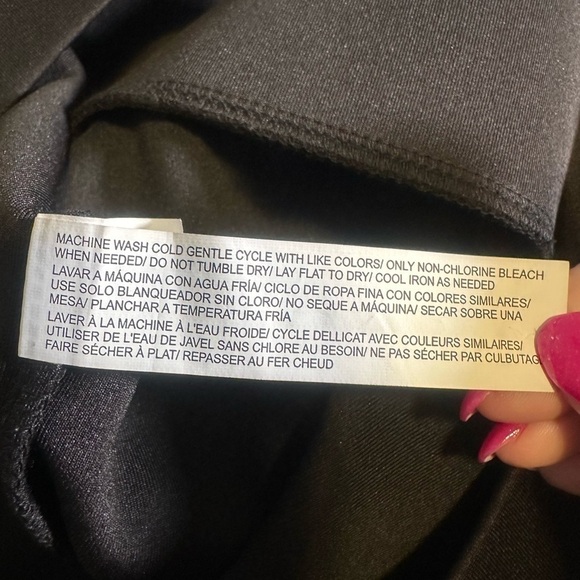 MACHINE WASH COLD GENTLE CYCLE WITH LIKE COLORS/ ONLY NON-CHLORINE BLEACH
WHEN NEEDED/ DO NOT TUMBLE DRY/ LAY FLAT TO DRY/ COOL IRON AS NEEDED
LAVAR A MÁQUINA CON AGUA FRÍA/ CICLO DE ROPA FINA CON COLORES SIMILARES/
USE SOLO BLANQUEADOR SIN CLORO/ NO SEQUE A MÁQUINA/ SECAR SOBRE UNA
MESA/ PLANCHAR A TEMPERATURA FRÍA
LAVER À LA MACHINE À L'EAU FROIDE/ CYCLE DELLICAT AVEC COULEURS SIMILAIRES/
UTILISER DE L'EAU DE JAVEL SANS CHLORE AU BESOIN/ NE PAS SÉCHER PAR CULBUTAG
FAIRE SÉCHER À PLAT/ REPASSER AU FER CHEUD